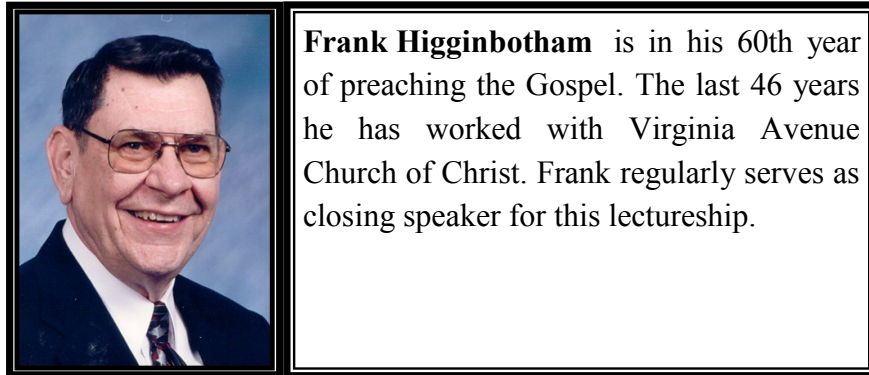 Frank Higginbotham is in his 60th year
of preaching the Gospel. The last 46 years
he has worked with Virginia Avenue
Church of Christ. Frank regularly serves as
closing speaker for this lectureship.